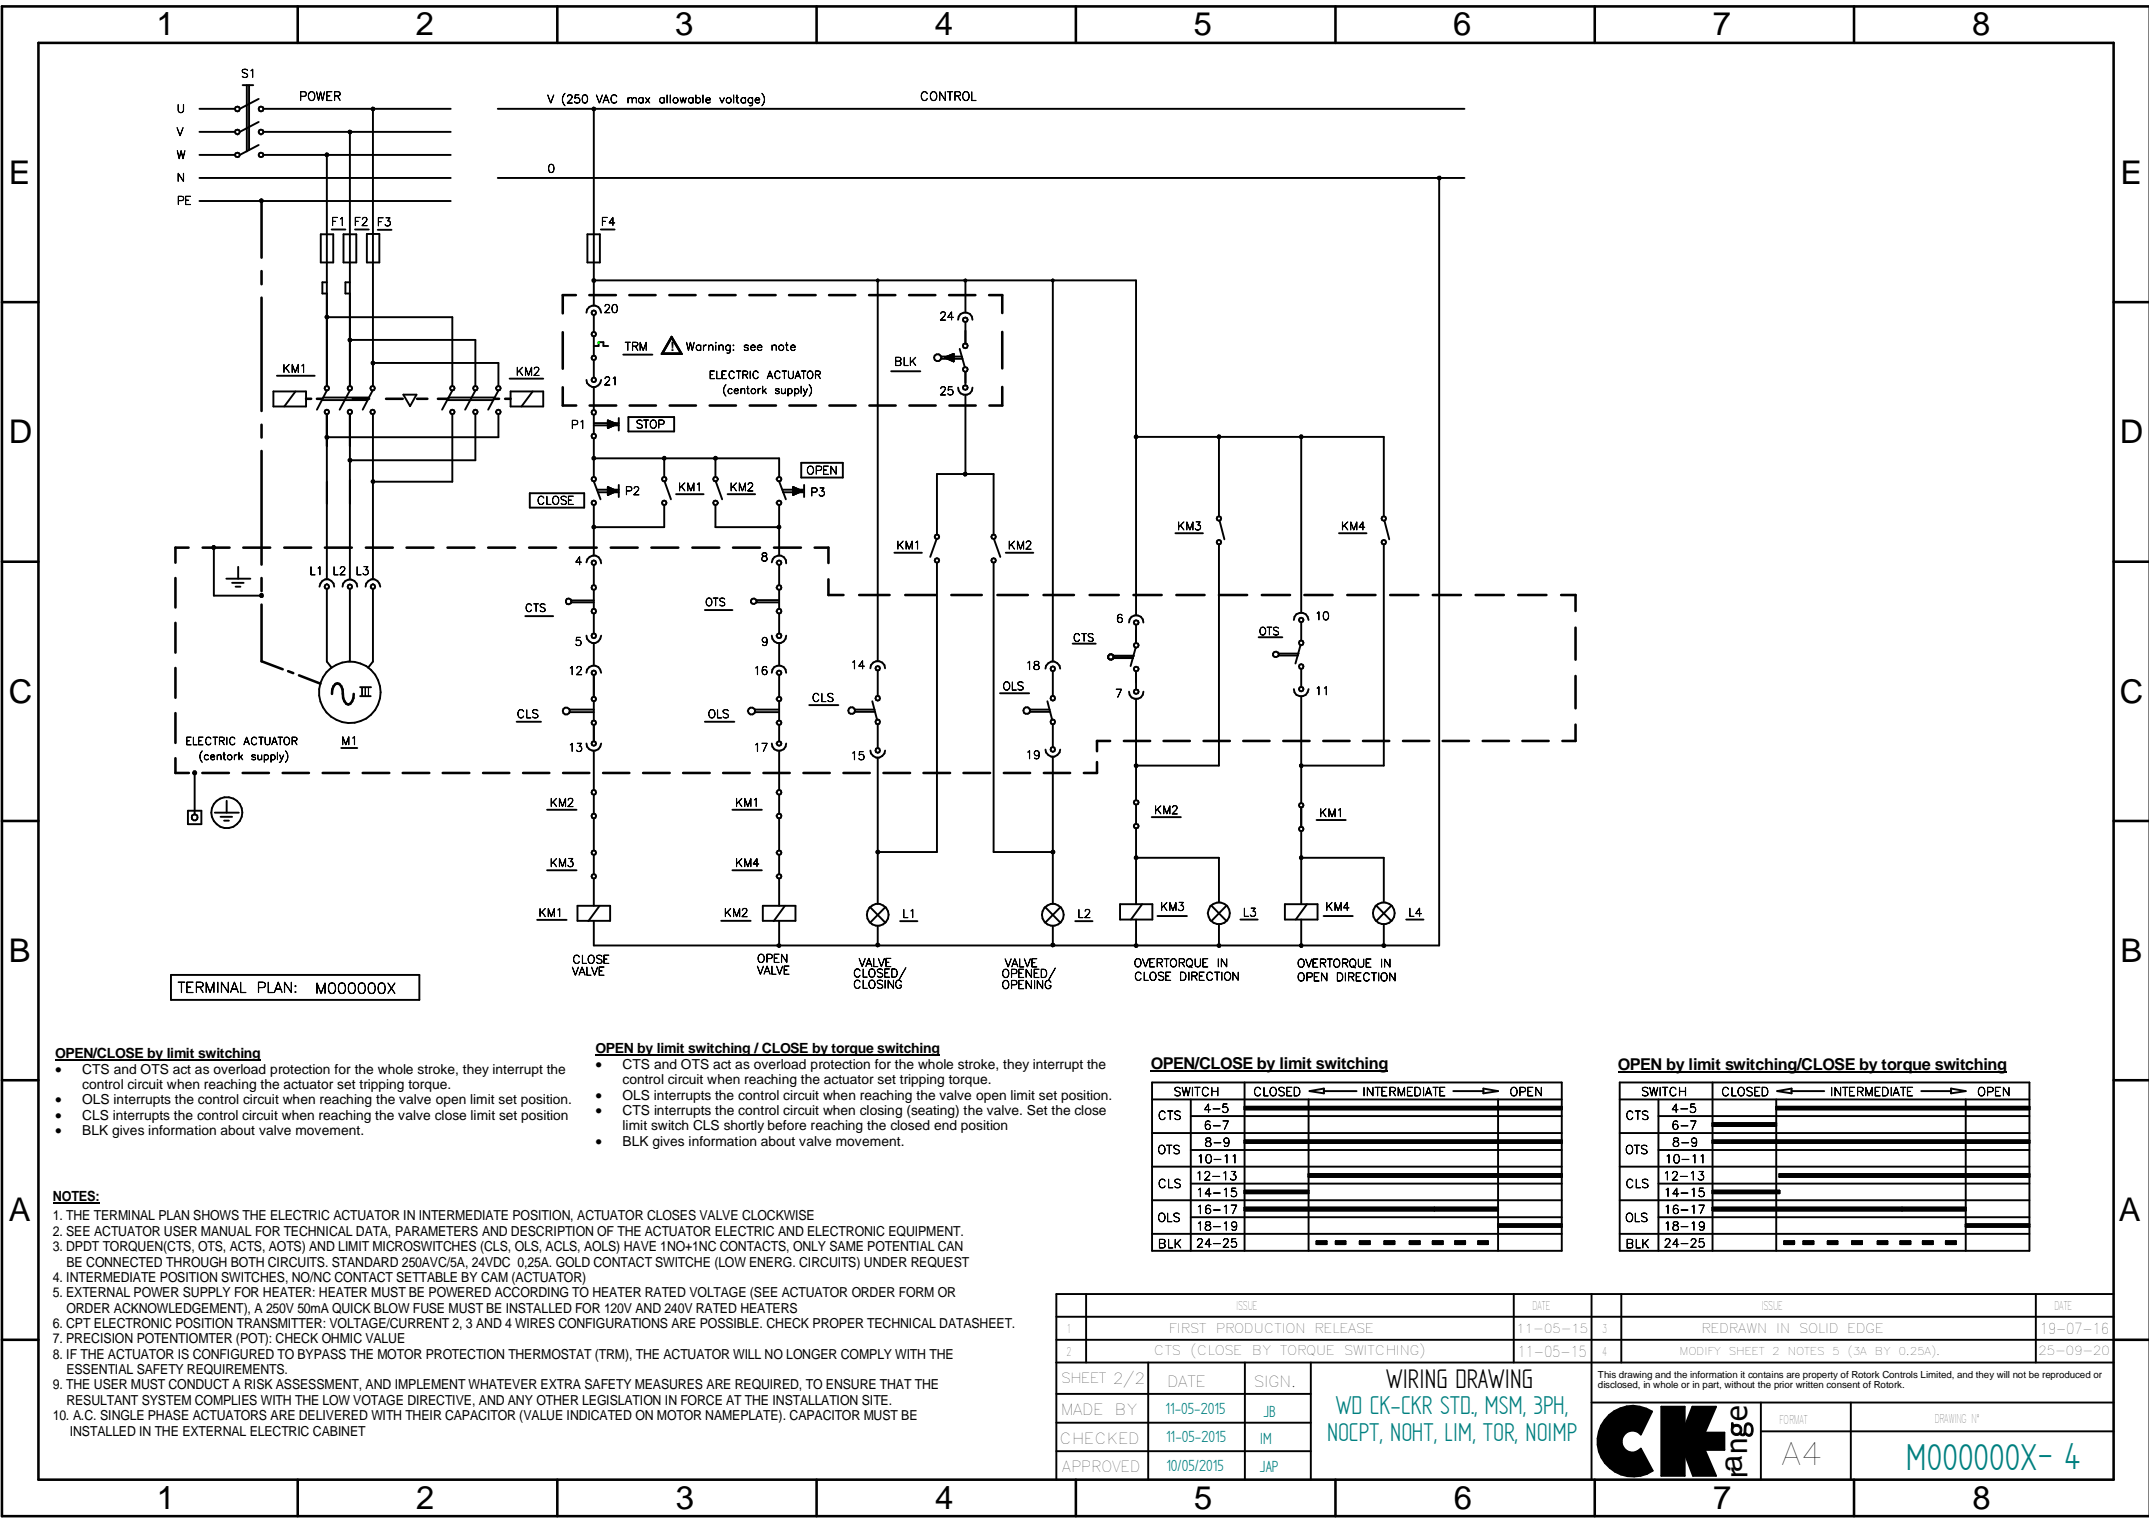 1 2 3 4 5 6 7 8
E E
D D
C C
B B
A A
S1
POWER
U
V
W
N
PE
V (250 VAC max allowable voltage)
CONTROL
0
F1 F2 F3
F4
KM1
KM2
20
TRM
Warning: see note
21
ELECTRIC ACTUATOR
(centork supply)
24
BLK
25
P1
STOP
CLOSE
P2
KM1
KM2
OPEN
P3
KM1
KM2
KM3
KM4
L1 L2 L3
M1
ELECTRIC ACTUATOR
(centork supply)
4
CTS
5
12
CLS
13
8
OTS
9
16
OLS
17
14
CLS
15
18
OLS
19
6
CTS
7
10
OTS
11
KM2
KM1
KM2
KM1
KM3
KM4
KM1
KM2
L1
L2
KM3
L3
KM4
L4
CLOSE
VALVE
OPEN
VALVE
VALVE
CLOSED/
CLOSING
VALVE
OPENED/
OPENING
OVERTORQUE IN
CLOSE DIRECTION
OVERTORQUE IN
OPEN DIRECTION
TERMINAL PLAN: M000000X
OPEN/CLOSE by limit switching
• CTS and OTS act as overload protection for the whole stroke, they interrupt the
control circuit when reaching the actuator set tripping torque.
• OLS interrupts the control circuit when reaching the valve open limit set position.
• CLS interrupts the control circuit when reaching the valve close limit set position
• BLK gives information about valve movement.
OPEN by limit switching / CLOSE by torque switching
• CTS and OTS act as overload protection for the whole stroke, they interrupt the
control circuit when reaching the actuator set tripping torque.
• OLS interrupts the control circuit when reaching the valve open limit set position.
• CTS interrupts the control circuit when closing (seating) the valve. Set the close
limit switch CLS shortly before reaching the closed end position
• BLK gives information about valve movement.
OPEN/CLOSE by limit switching
SWITCH CLOSED INTERMEDIATE OPEN
CTS 4-5
6-7
OTS 8-9
10-11
CLS 12-13
14-15
OLS 16-17
18-19
BLK 24-25
OPEN by limit switching/CLOSE by torque switching
SWITCH CLOSED INTERMEDIATE OPEN
CTS 4-5
6-7
OTS 8-9
10-11
CLS 12-13
14-15
OLS 16-17
18-19
BLK 24-25
NOTES:
1. THE TERMINAL PLAN SHOWS THE ELECTRIC ACTUATOR IN INTERMEDIATE POSITION, ACTUATOR CLOSES VALVE CLOCKWISE
2. SEE ACTUATOR USER MANUAL FOR TECHNICAL DATA, PARAMETERS AND DESCRIPTION OF THE ACTUATOR ELECTRIC AND ELECTRONIC EQUIPMENT.
3. DPDT TORQUEN(CTS, OTS, ACTS, AOTS) AND LIMIT MICROSWITCHES (CLS, OLS, ACLS, AOLS) HAVE 1NO+1NC CONTACTS, ONLY SAME POTENTIAL CAN
BE CONNECTED THROUGH BOTH CIRCUITS. STANDARD 250AVC/5A, 24VDC 0,25A. GOLD CONTACT SWITCHE (LOW ENERG. CIRCUITS) UNDER REQUEST
4. INTERMEDIATE POSITION SWITCHES, NO/NC CONTACT SETTABLE BY CAM (ACTUATOR)
5. EXTERNAL POWER SUPPLY FOR HEATER: HEATER MUST BE POWERED ACCORDING TO HEATER RATED VOLTAGE (SEE ACTUATOR ORDER FORM OR
ORDER ACKNOWLEDGEMENT), A 250V 50mA QUICK BLOW FUSE MUST BE INSTALLED FOR 120V AND 240V RATED HEATERS
6. CPT ELECTRONIC POSITION TRANSMITTER: VOLTAGE/CURRENT 2, 3 AND 4 WIRES CONFIGURATIONS ARE POSSIBLE. CHECK PROPER TECHNICAL DATASHEET.
7. PRECISION POTENTIOMTER (POT): CHECK OHMIC VALUE
8. IF THE ACTUATOR IS CONFIGURED TO BYPASS THE MOTOR PROTECTION THERMOSTAT (TRM), THE ACTUATOR WILL NO LONGER COMPLY WITH THE
ESSENTIAL SAFETY REQUIREMENTS.
9. THE USER MUST CONDUCT A RISK ASSESSMENT, AND IMPLEMENT WHATEVER EXTRA SAFETY MEASURES ARE REQUIRED, TO ENSURE THAT THE
RESULTANT SYSTEM COMPLIES WITH THE LOW VOTAGE DIRECTIVE, AND ANY OTHER LEGISLATION IN FORCE AT THE INSTALLATION SITE.
10. A.C. SINGLE PHASE ACTUATORS ARE DELIVERED WITH THEIR CAPACITOR (VALUE INDICATED ON MOTOR NAMEPLATE). CAPACITOR MUST BE
INSTALLED IN THE EXTERNAL ELECTRIC CABINET
ISSUE DATE ISSUE DATE
1 FIRST PRODUCTION RELEASE 11-05-15 3 REDRAWN IN SOLID EDGE 19-07-16
2 CTS (CLOSE BY TORQUE SWITCHING) 11-05-15 4 MODIFY SHEET 2 NOTES 5 (3A BY 0.25A). 25-09-20
SHEET 2/2 DATE SIGN.
MADE BY 11-05-2015 JB
CHECKED 11-05-2015 IM
APPROVED 10/05/2015 JAP
WIRING DRAWING
WD CK-CKR STD., MSM, 3PH,
NOCPT, NOHT, LIM, TOR, NOIMP
This drawing and the information it contains are property of Rotork Controls Limited, and they will not be reproduced or
disclosed, in whole or in part, without the prior written consent of Rotork.
CK range
FORMAT
A4
DRAWING Nº
M000000X- 4
1 2 3 4 5 6 7 8